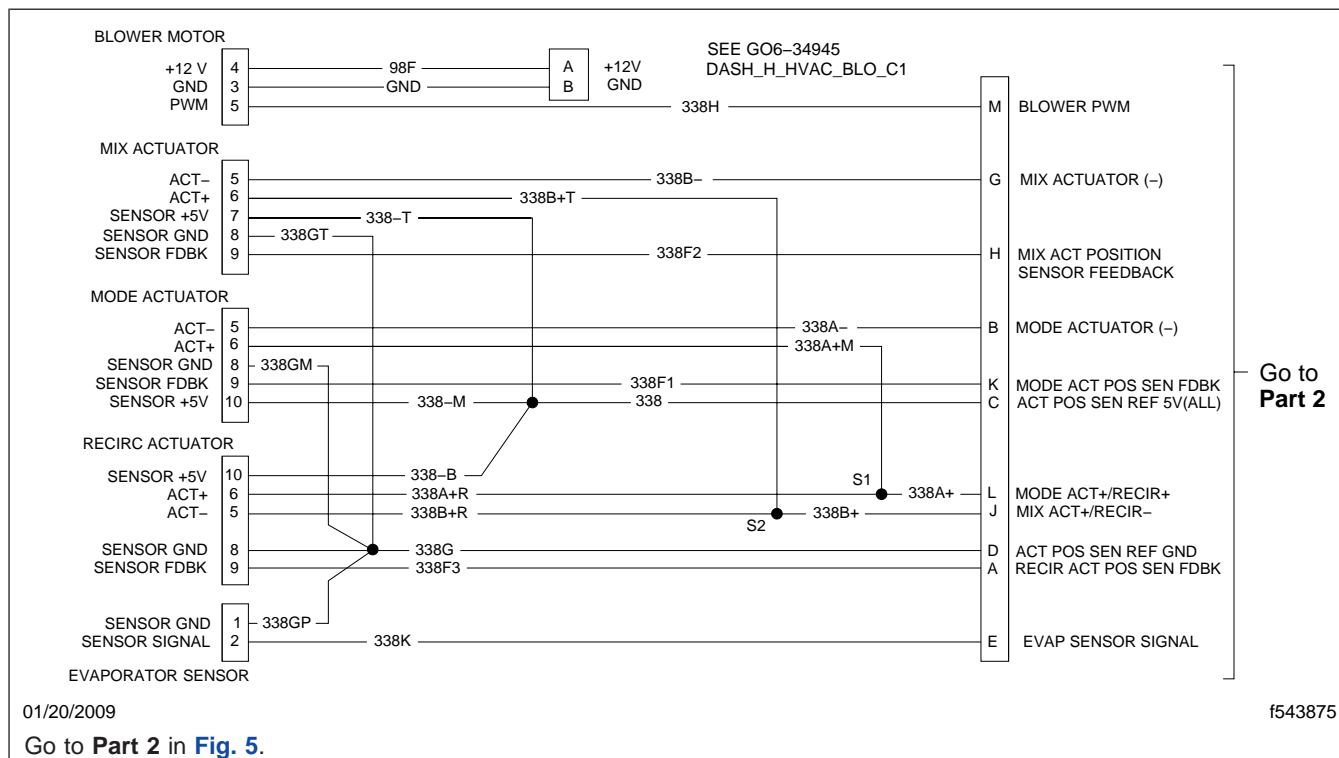 BLOWER MOTOR
+12 V 4 98F A +12V
GND 3 GND B GND
PWM 5 338H M BLOWER PWM
SEE GO6–34945
DASH_H_HVAC_BLO_C1
MIX ACTUATOR
ACT– 5 338B– G MIX ACTUATOR (–)
ACT+ 6 338B+T
SENSOR +5V 7 338–T
SENSOR GND 8 338GT
SENSOR FDBK 9 338F2 H MIX ACT POSITION
SENSOR FEEDBACK
MODE ACTUATOR
ACT– 5 338A– B MODE ACTUATOR (–)
ACT+ 6 338A+M
SENSOR GND 8 338GM
SENSOR FDBK 9 338F1 K MODE ACT POS SEN FDBK
SENSOR +5V 10 338–M 338 C ACT POS SEN REF 5V(ALL)
Go to
Part 2
RECIRC ACTUATOR
SENSOR +5V 10 338–B
S1
ACT+ 6 338A+R 338A+ L MODE ACT+/RECIR+
ACT– 5 338B+R 338B+ J MIX ACT+/RECIR–
S2
SENSOR GND 8 338G D ACT POS SEN REF GND
SENSOR FDBK 9 338F3 A RECIR ACT POS SEN FDBK
SENSOR GND 1 338GP
SENSOR SIGNAL 2 338K E EVAP SENSOR SIGNAL
EVAPORATOR SENSOR
01/20/2009 f543875
Go to Part 2 in Fig. 5.